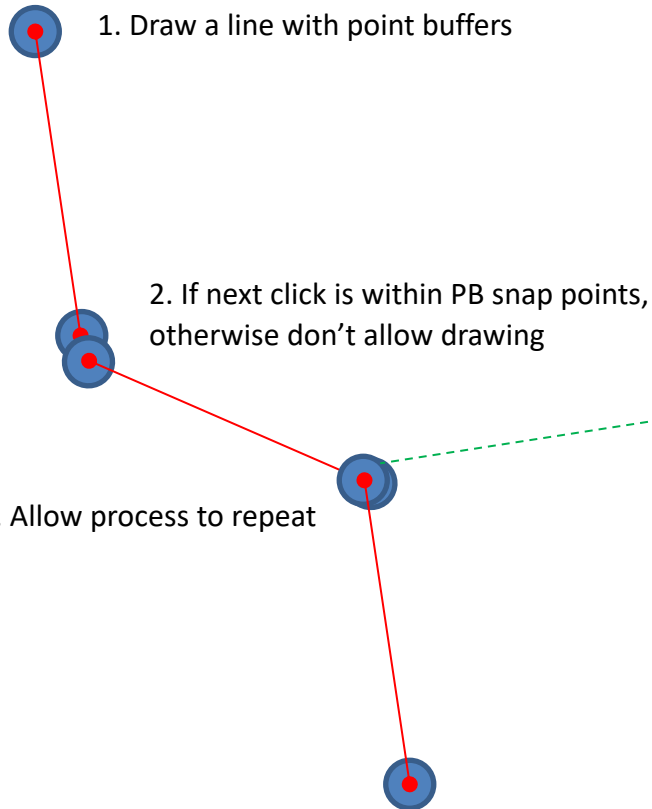 1. Draw a line with point buffers
2. If next click is within PB snap points,
otherwise don’t allow drawing
. Allow process to repeat